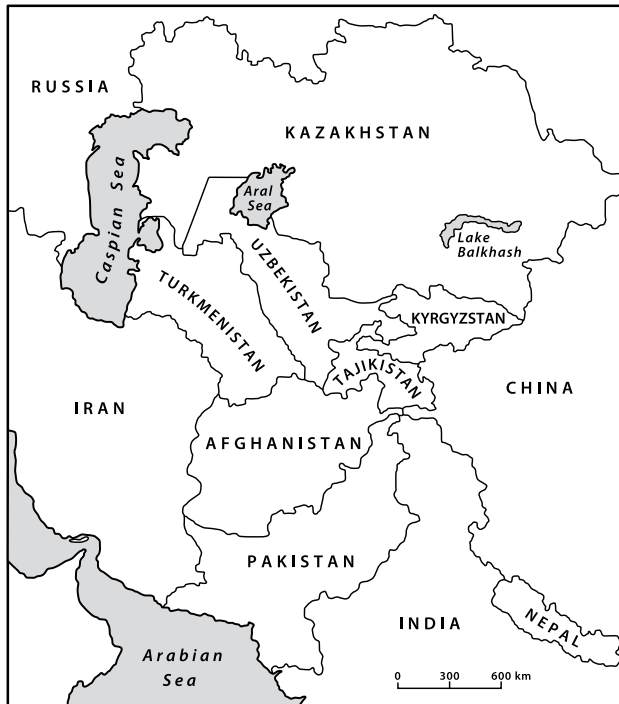 RUSSIA
KAZAKHSTAN
Caspian Sea
Aral
Sea
Lake
Balkhash
UZBEKISTAN
TURKMENISTAN
KYRGYZSTAN
TAJIKISTAN
CHINA
IRAN
AFGHANISTAN
PAKISTAN
INDIA
NEPAL
Arabian
Sea
0 300 600 km